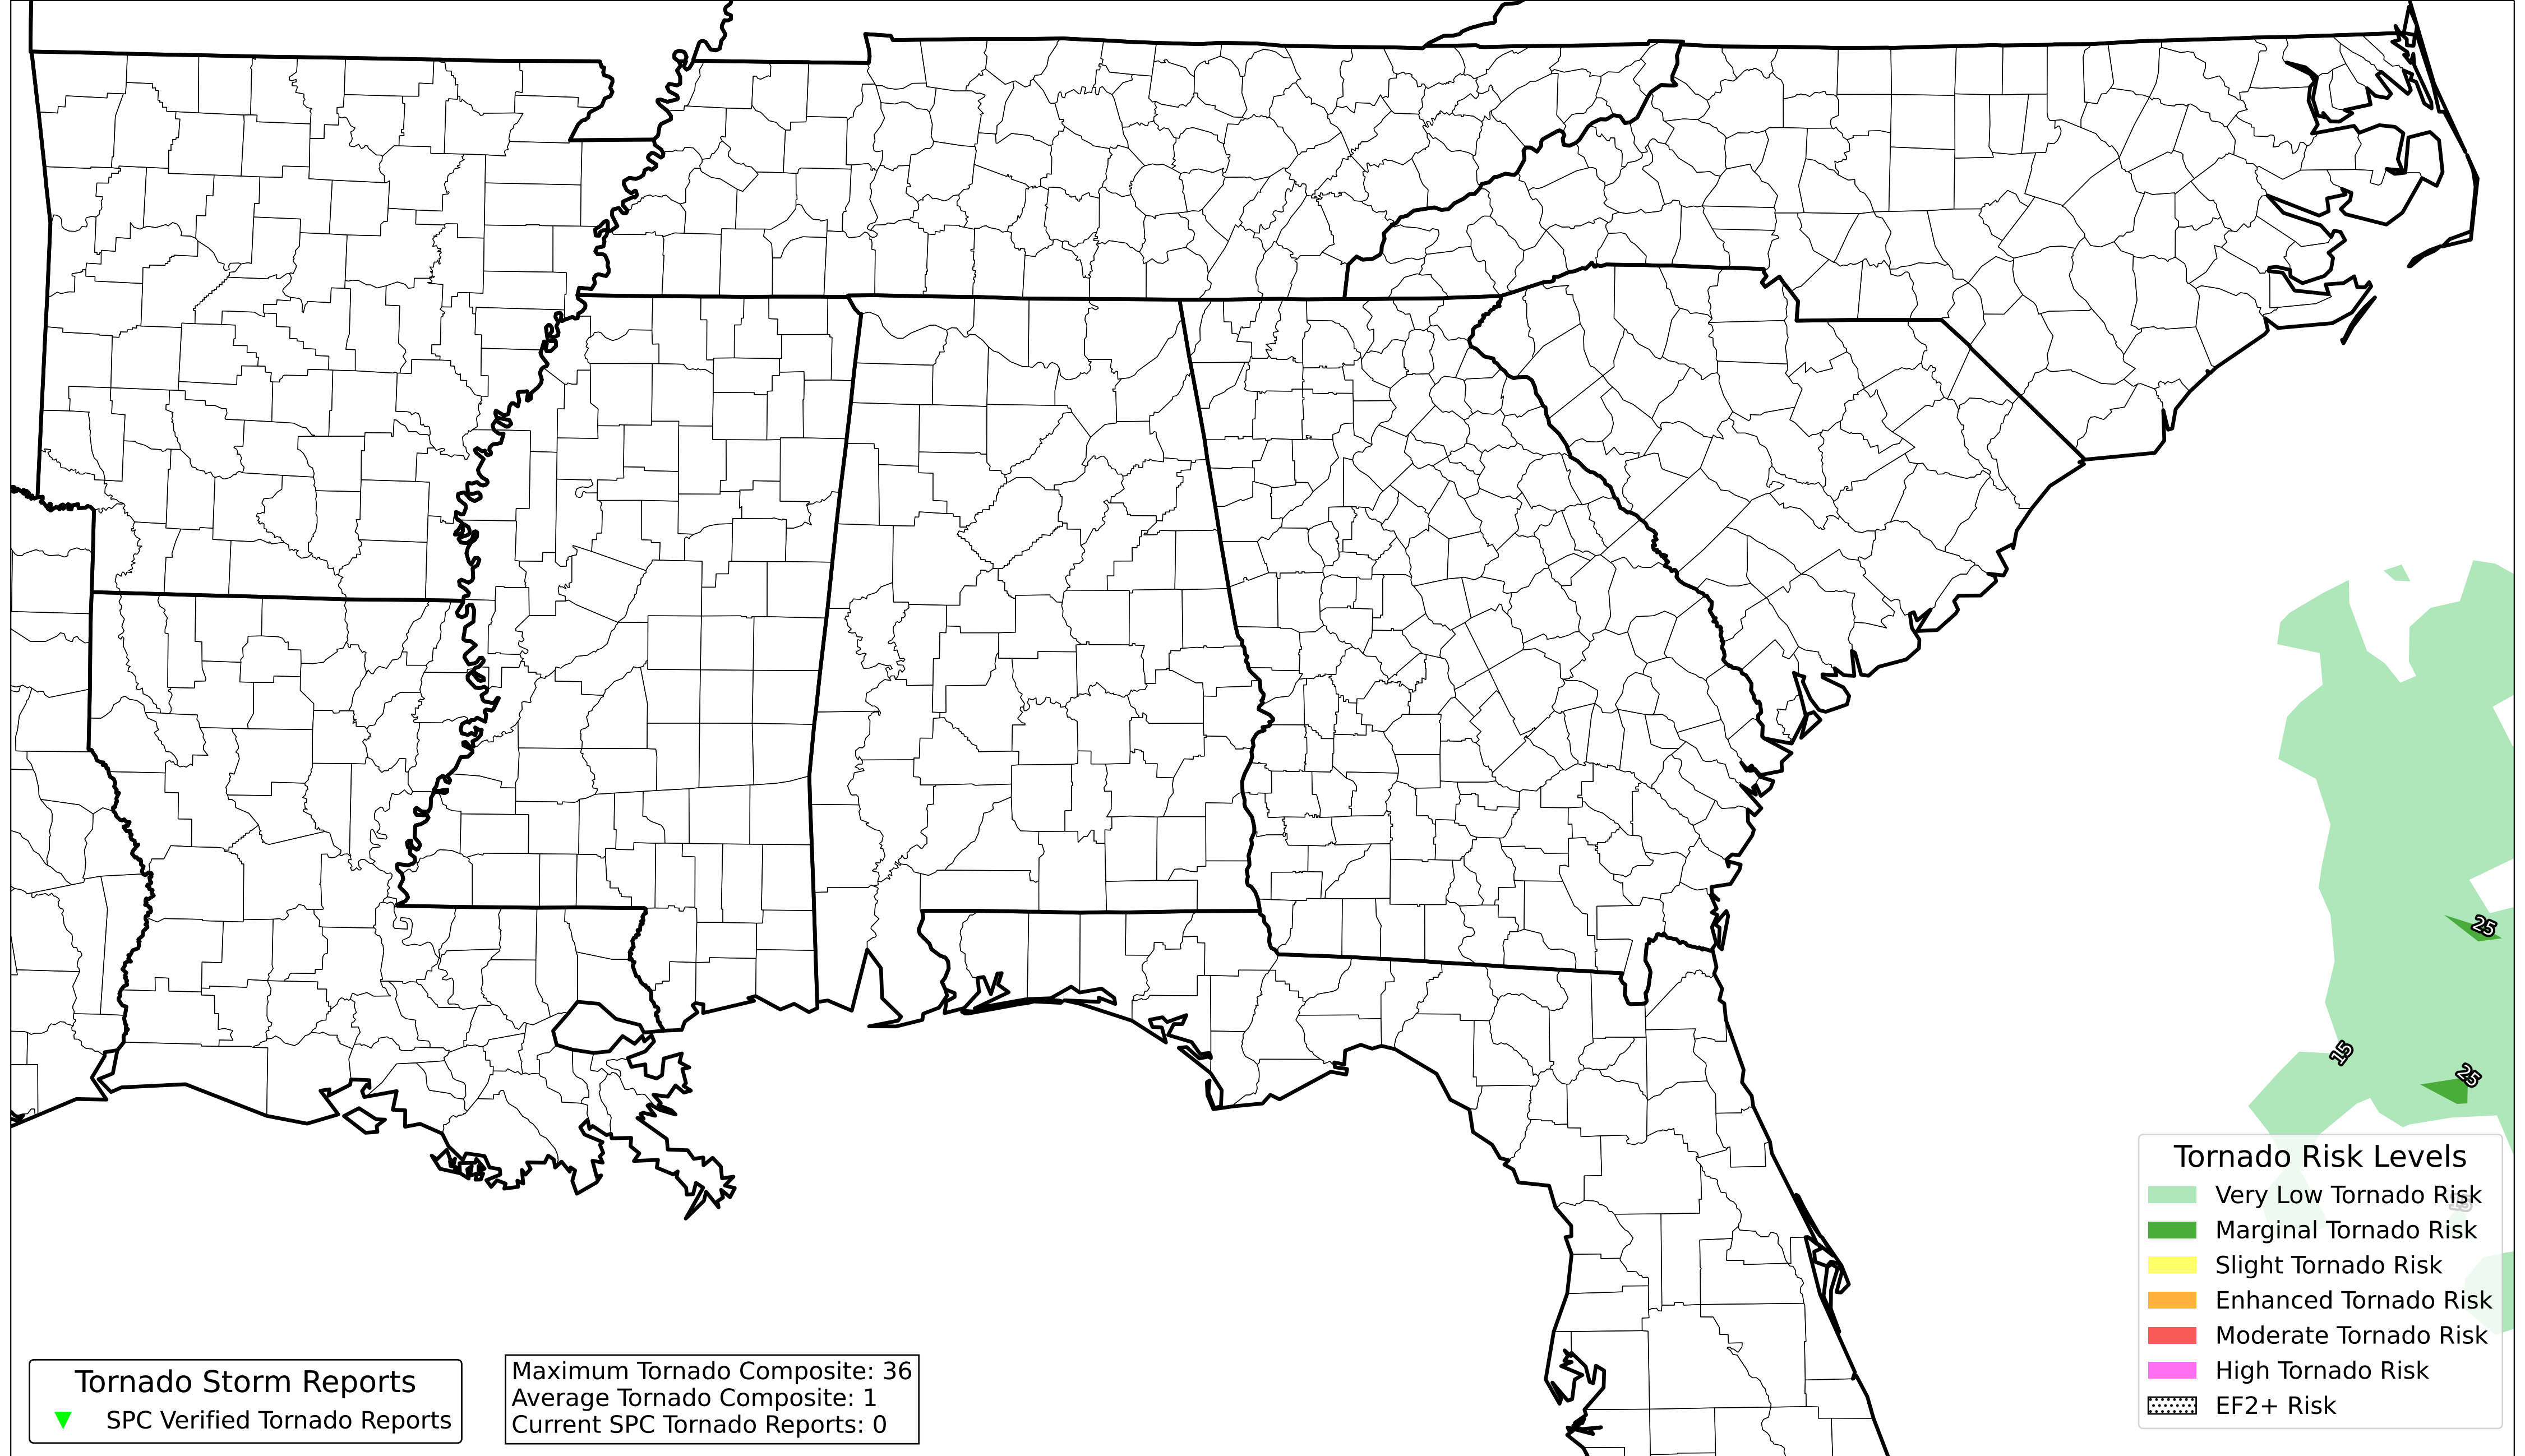 25
15
25
Tornado Risk Levels
Very Low Tornado Risk
15
Marginal Tornado Risk
Slight Tornado Risk
Enhanced Tornado Risk
Moderate Tornado Risk
High Tornado Risk
EF2+ Risk
Tornado Storm Reports
SPC Verified Tornado Reports
Maximum Tornado Composite: 36
Average Tornado Composite: 1
Current SPC Tornado Reports: 0